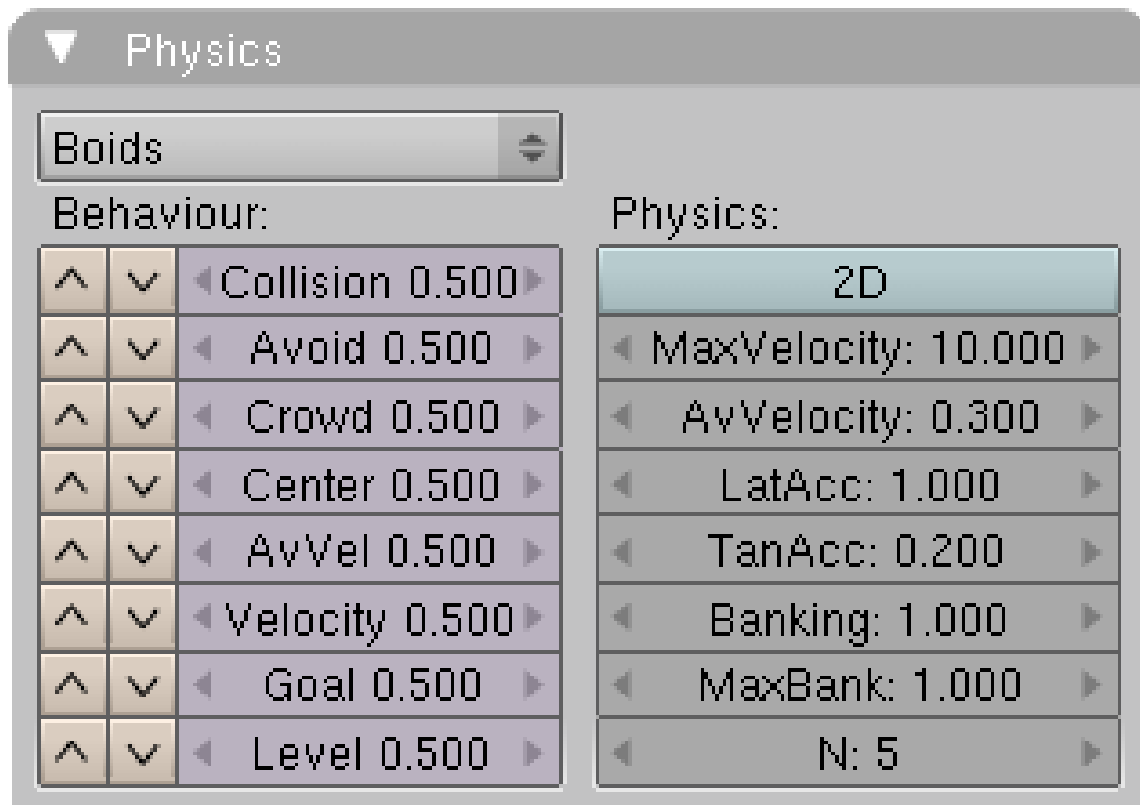 Physics
Boids
Behaviour:
Collision 0.500
Avoid 0.500
Crowd 0.500
Center 0.500
AvVel 0.500
Velocity 0.500
Goal 0.500
Level 0.500
Physics:
2D
MaxVelocity: 10.000
AvVelocity: 0.300
LatAcc: 1.000
TanAcc: 0.200
Banking: 1.000
MaxBank: 1.000
N: 5